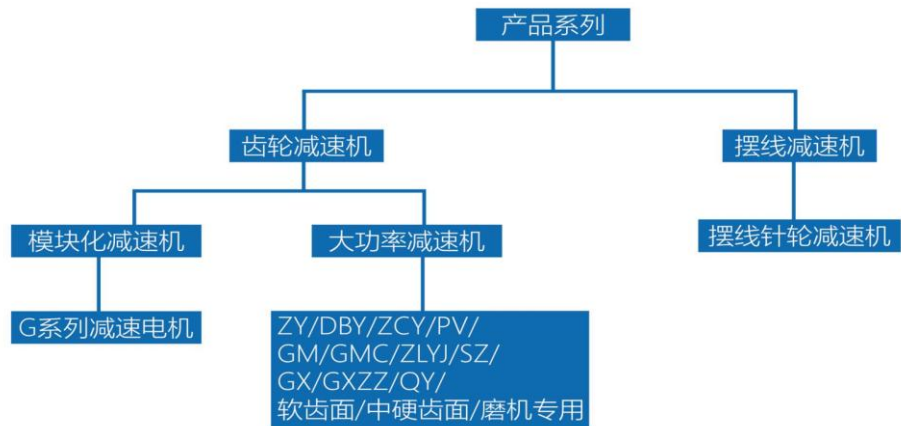 产品系列
齿轮减速机
摆线减速机
模块化减速机
大功率减速机
摆线针轮减速机
G系列减速电机
ZY/DBY/ZCY/PV/
GM/GMC/ZLYJ/SZ/
GX/GXZZ/QY/
软齿面/中硬齿面/磨机专用